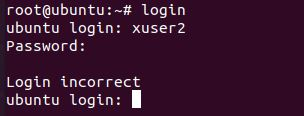 root@ubuntu:~# login
ubuntu login: xuser2
Password:
Login incorrect
ubuntu login: